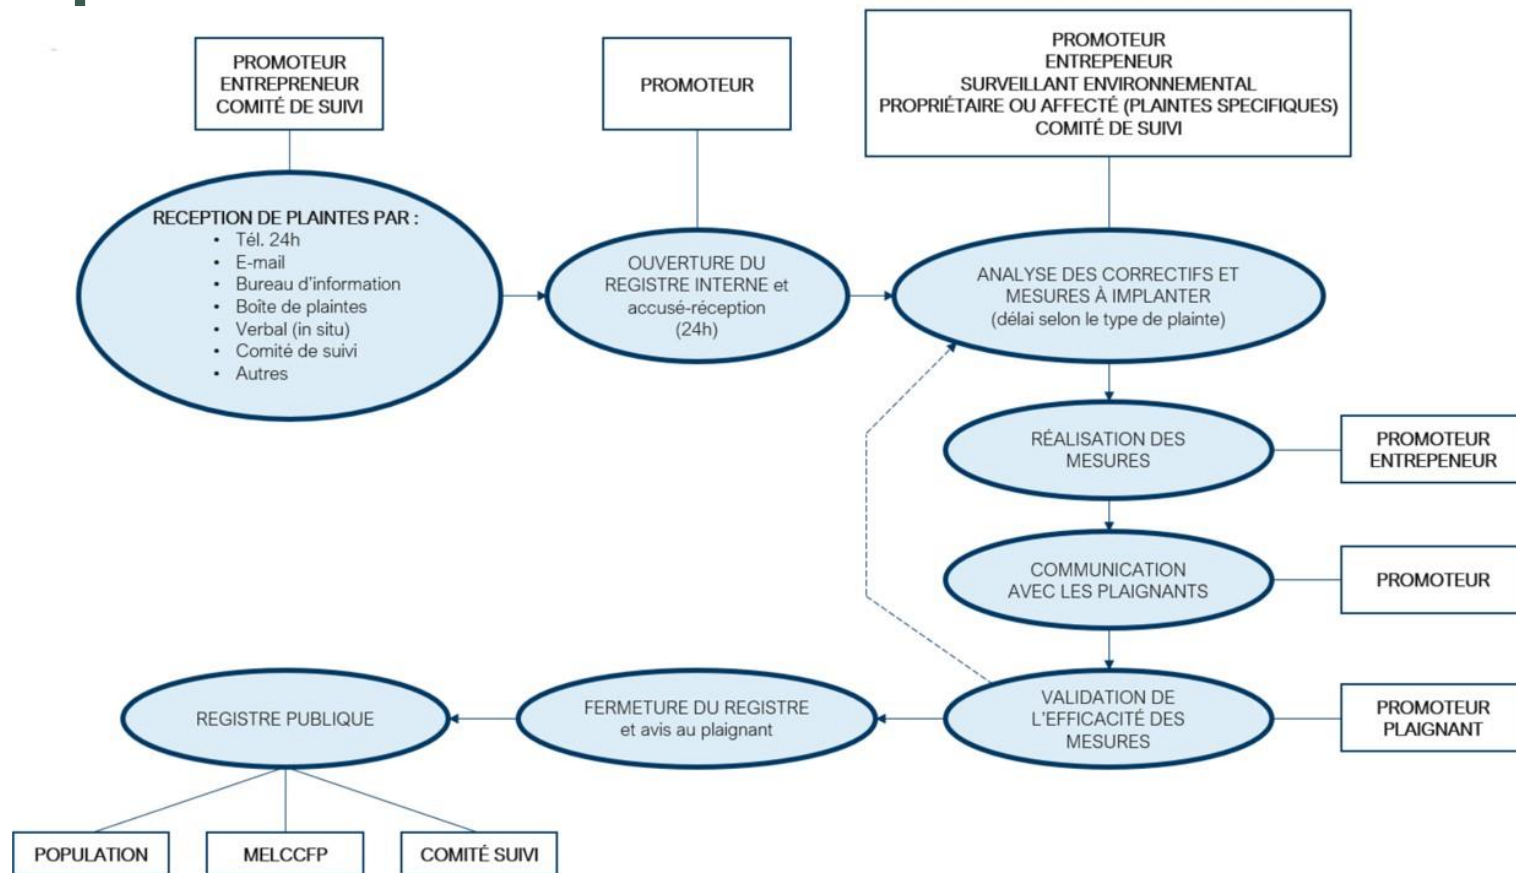 PROMOTEUR
ENTREPRENEUR
COMITÉ DE SUIVI
PROMOTEUR
PROMOTEUR
ENTREPENEUR
SURVEILLANT ENVIRONNEMENTAL
PROPRIÉTAIRE OU AFFECTÉ (PLAINTES SPECIFIQUES)
COMITÉ DE SUIVI
RECEPTION DE PLAINTES PAR :
• Tél. 24h
• E-mail
• Bureau d'information
• Boîte de plaintes
• Verbal (in situ)
• Comité de suivi
• Autres
OUVERTURE DU
REGISTRE INTERNE et
accusé-réception
(24h)
ANALYSE DES CORRECTIFS ET
MESURES À IMPLANTER
(délai selon le type de plainte)
RÉALISATION DES
MESURES
PROMOTEUR
ENTREPENEUR
COMMUNICATION
AVEC LES PLAIGNANTS
PROMOTEUR
VALIDATION DE
L'EFFICACITÉ DES
MESURES
PROMOTEUR
PLAIGNANT
FERMETURE DU REGISTRE
et avis au plaignant
REGISTRE PUBLIQUE
POPULATION
MELCCFP
COMITÉ SUIVI